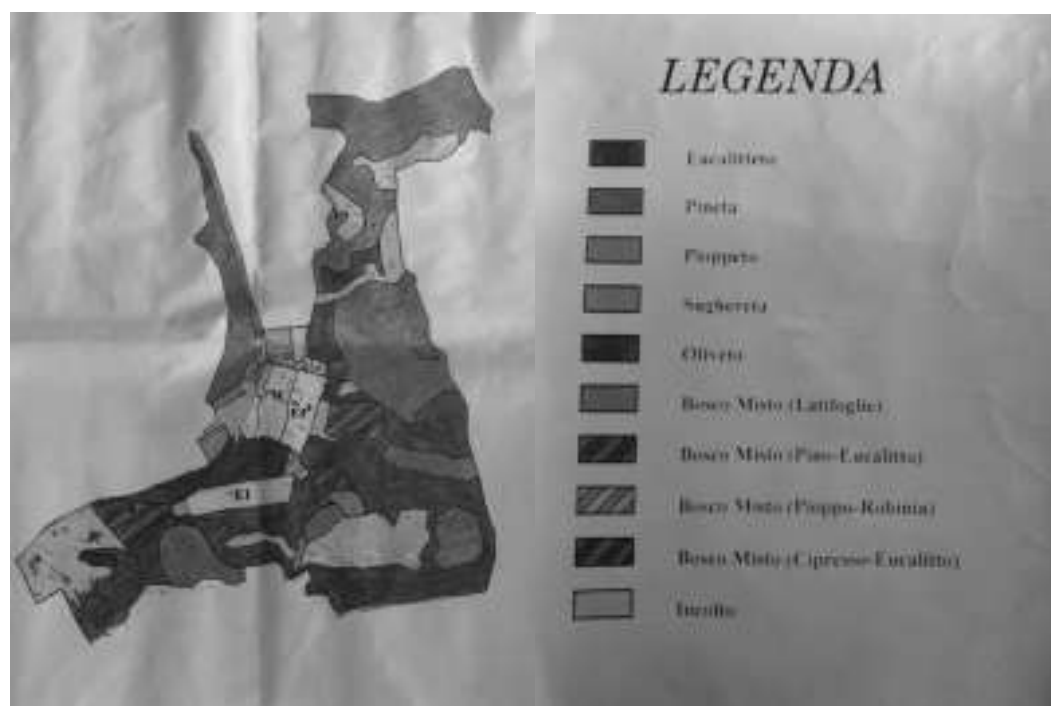 LEGENDA
Eucalitteto
Pineta
Pioppeto
Sughereta
Oliveto
Bosco Misto (Latifoglie)
Bosco Misto (Pino-Eucalitto)
Bosco Misto (Pioppo-Robinia)
Bosco Misto (Cipresso-Eucalitto)
Incolto